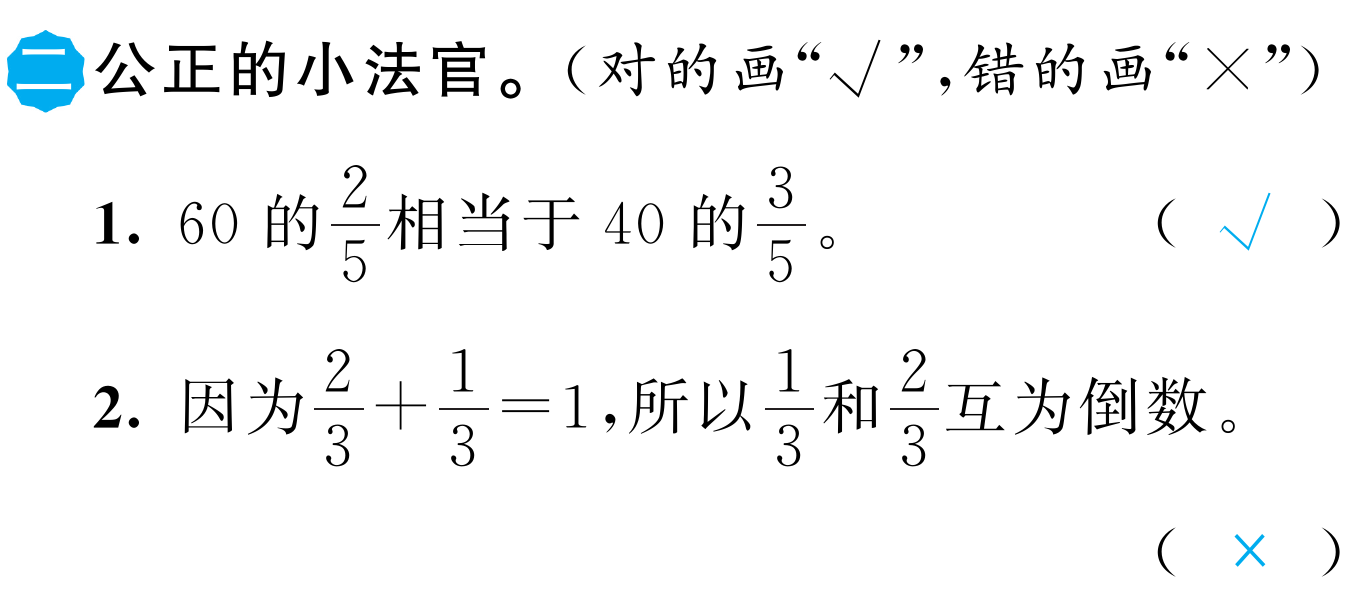 二 公正的小法官。(对的画“√”,错的画“×”)
1. 60 的 2/5 相当于 40 的 3/5。 ( √ )
2. 因为 2/3 + 1/3 = 1,所以 1/3 和 2/3 互为倒数。
( × )